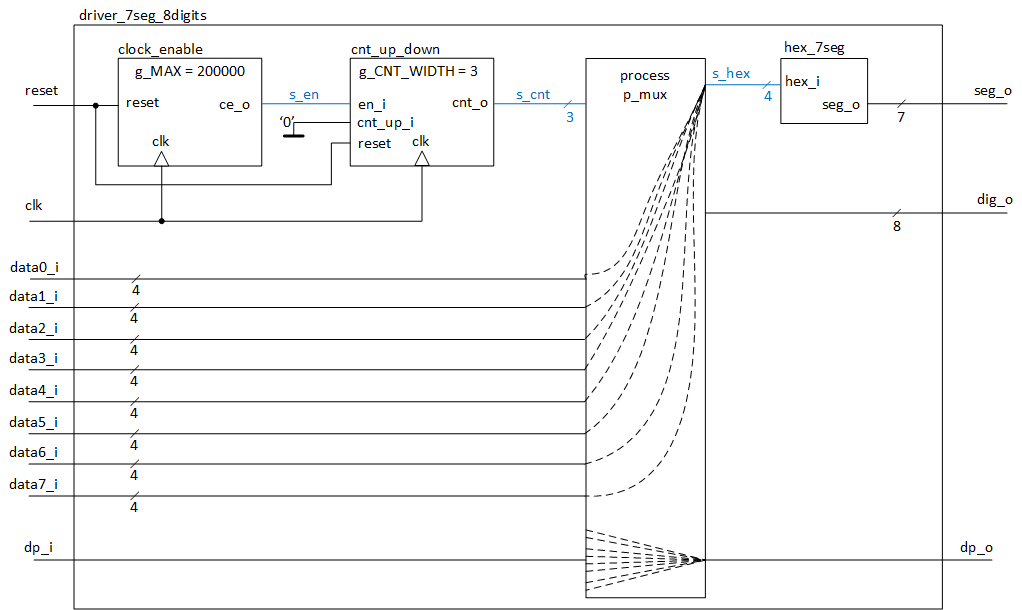 driver_7seg_8digits
clock_enable
g_MAX = 200000
reset
ce_o
clk
cnt_up_down
g_CNT_WIDTH = 3
en_i
cnt_o
cnt_up_i
reset
clk
s_en
'0'
s_cnt
3
process
p_mux
s_hex
4
hex_7seg
hex_i
seg_o
seg_o
7
dig_o
8
reset
clk
data0_i
4
data1_i
4
data2_i
4
data3_i
4
data4_i
4
data5_i
4
data6_i
4
data7_i
4
dp_i
dp_o